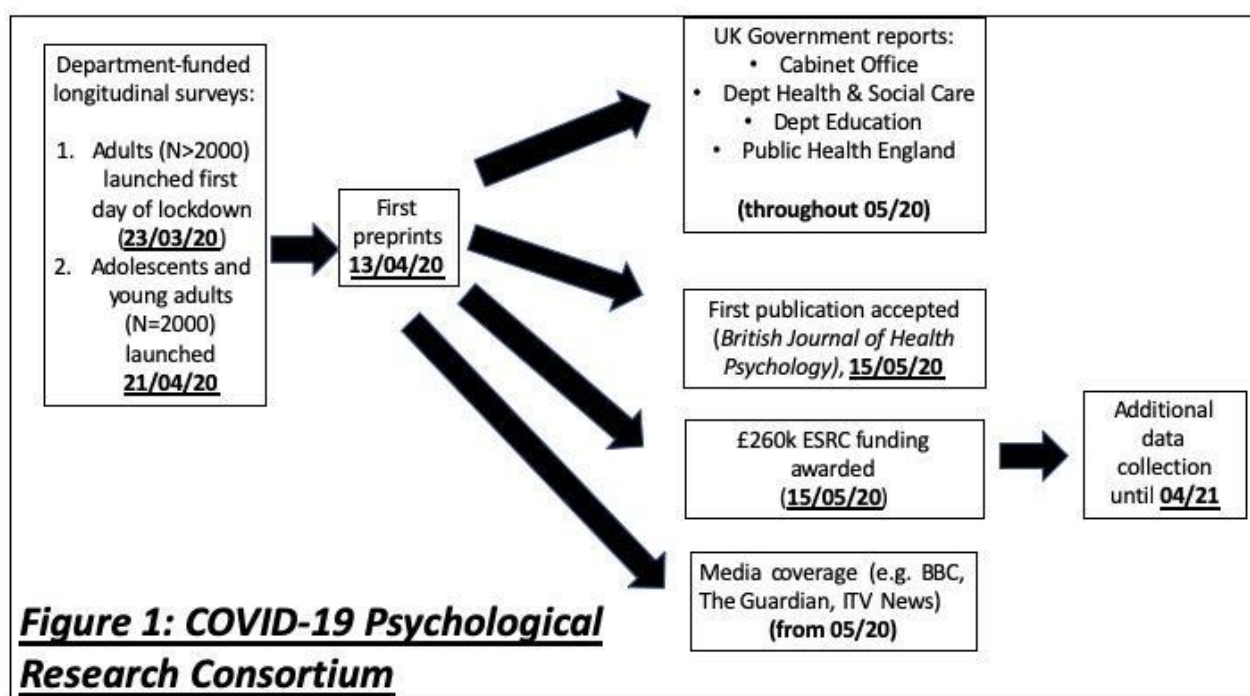 Department-funded
longitudinal surveys:
1. Adults (N>2000)
launched first
day of lockdown
(23/03/20)
2. Adolescents and
young adults
(N=2000)
launched
21/04/20
First
preprints
13/04/20
UK Government reports:
• Cabinet Office
• Dept Health & Social Care
• Dept Education
• Public Health England
(throughout 05/20)
First publication accepted
(British Journal of Health
Psychology), 15/05/20
£260k ESRC funding
awarded
(15/05/20)
Additional
data
collection
until 04/21
Media coverage (e.g. BBC,
The Guardian, ITV News)
(from 05/20)
Figure 1: COVID-19 Psychological
Research Consortium